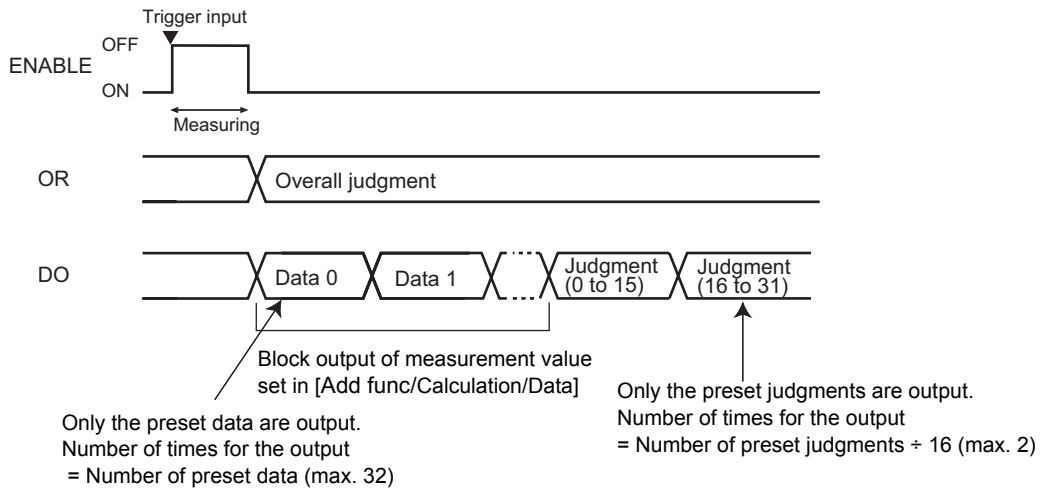 Trigger input
OFF
ENABLE
ON
Measuring
OR
Overall judgment
DO
Data 0
Data 1
Judgment
(0 to 15)
Judgment
(16 to 31)
Block output of measurement value
set in [Add func/Calculation/Data]
Only the preset data are output.
Number of times for the output
= Number of preset data (max. 32)
Only the preset judgments are output.
Number of times for the output
= Number of preset judgments ÷ 16 (max. 2)